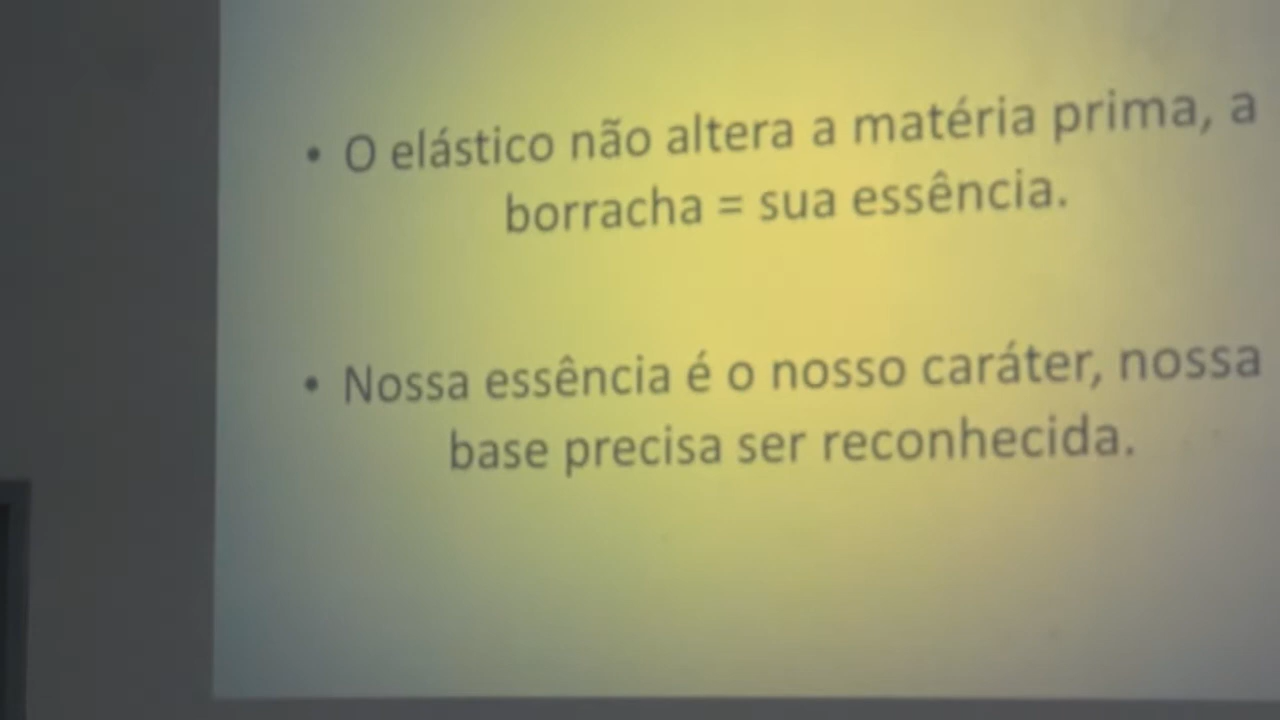 • O elástico não altera a matéria prima, a
borracha = sua essência.
• Nossa essência é o nosso caráter, nossa
base precisa ser reconhecida.